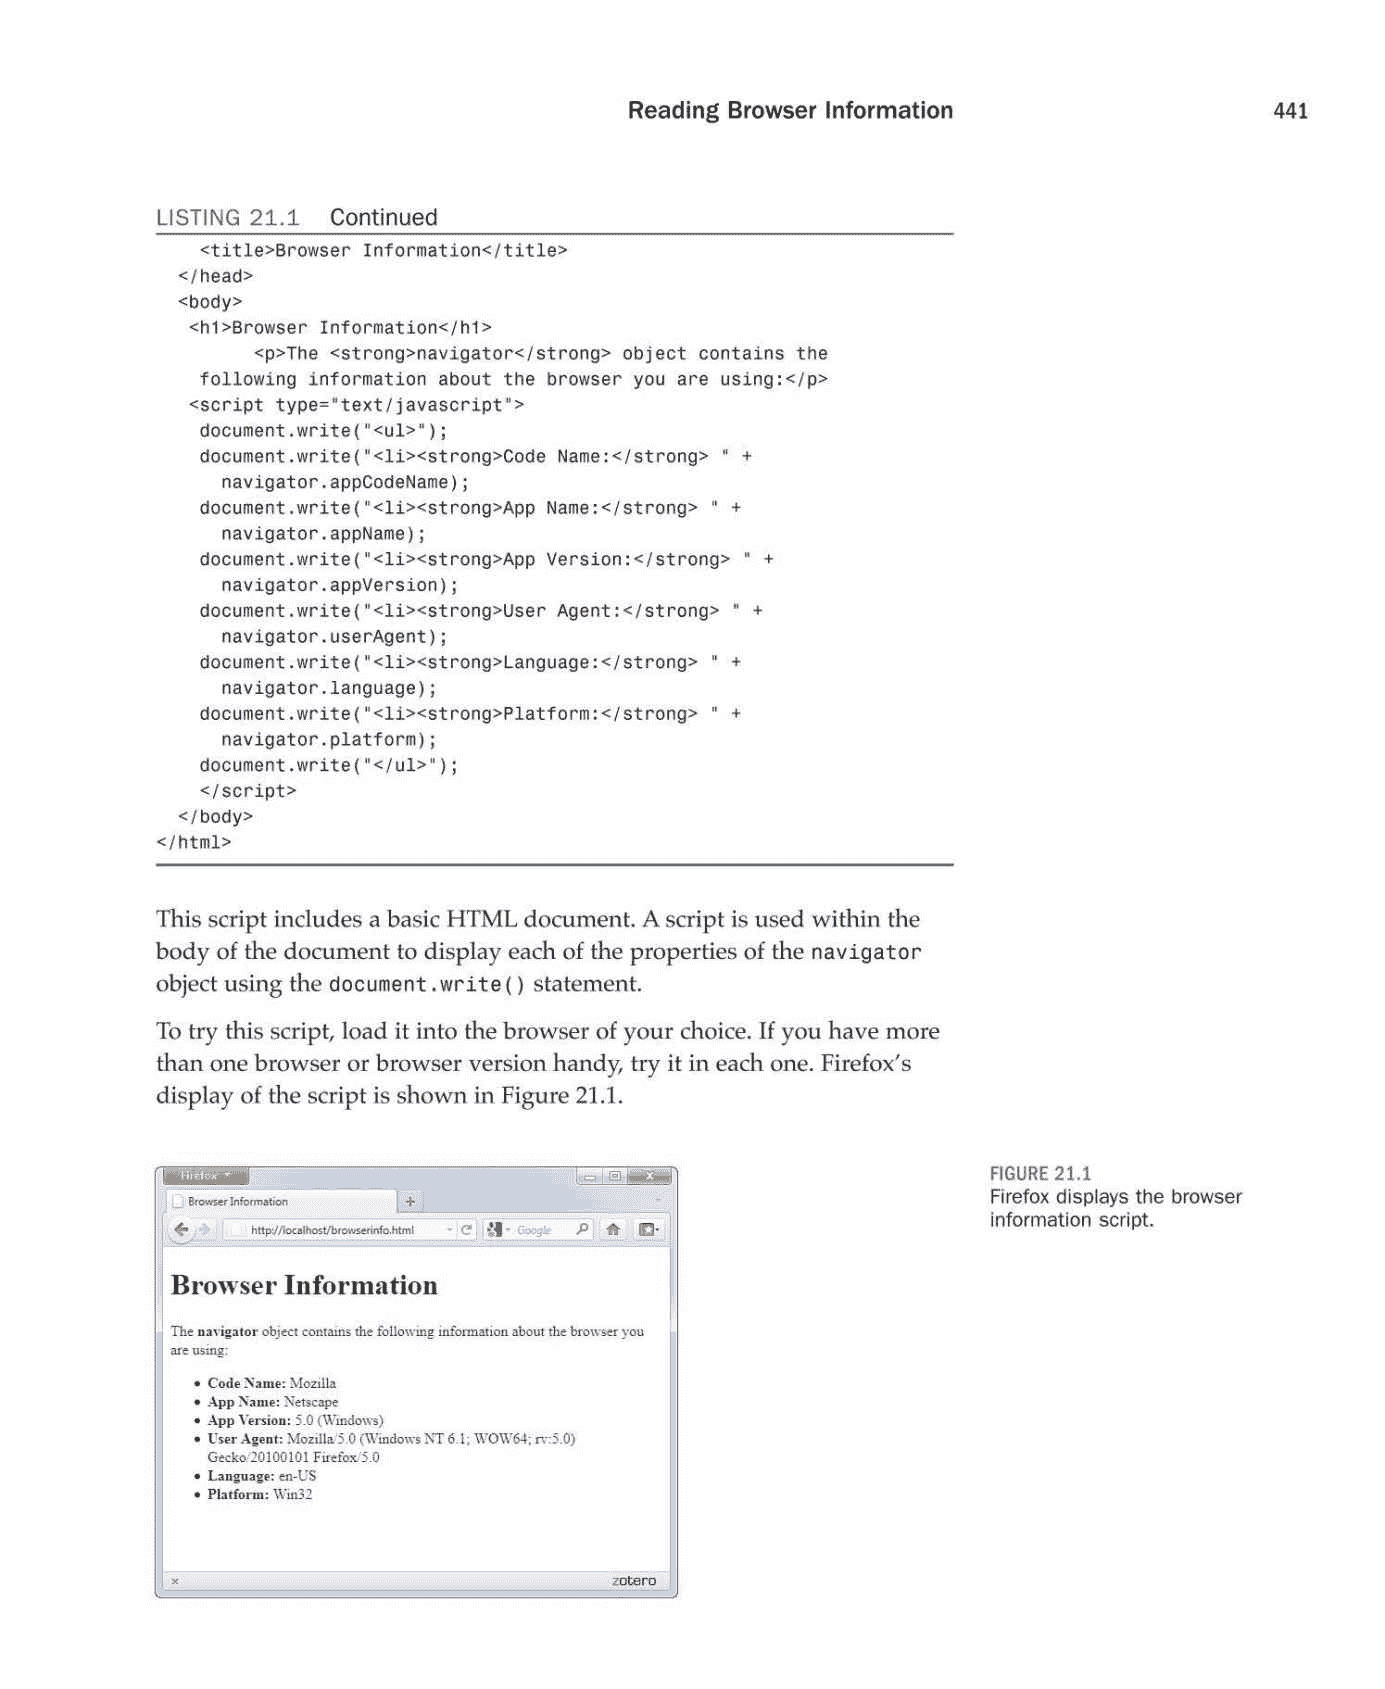 Reading Browser Information 441
LISTING 21.1 Continued
<title>Browser Information</title>
</head>
<body>
<h1>Browser Information</h1>
<p>The <strong>navigator</strong> object contains the
following information about the browser you are using:</p>
<script type="text/javascript">
document.write("<ul>");
document.write("<li><strong>Code Name:</strong> " +
navigator.appCodeName);
document.write("<li><strong>App Name:</strong> " +
navigator.appName);
document.write("<li><strong>App Version:</strong> " +
navigator.appVersion);
document.write("<li><strong>User Agent:</strong> " +
navigator.userAgent);
document.write("<li><strong>Language:</strong> " +
navigator.language);
document.write("<li><strong>Platform:</strong> " +
navigator.platform);
document.write("</ul>");
</script>
</body>
</html>
This script includes a basic HTML document. A script is used within the
body of the document to display each of the properties of the navigator
object using the document.write() statement.
To try this script, load it into the browser of your choice. If you have more
than one browser or browser version handy, try it in each one. Firefox's
display of the script is shown in Figure 21.1.
Firefox
Browser Information
http://localhost/browserinfo.html Google
Browser Information
The navigator object contains the following information about the browser you
are using:
• Code Name: Mozilla
• App Name: Netscape
• App Version: 5.0 (Windows)
• User Agent: Mozilla/5.0 (Windows NT 6.1; WOW64; rv:5.0)
Gecko/20100101 Firefox/5.0
• Language: en-US
• Platform: Win32
zotero
FIGURE 21.1
Firefox displays the browser
information script.